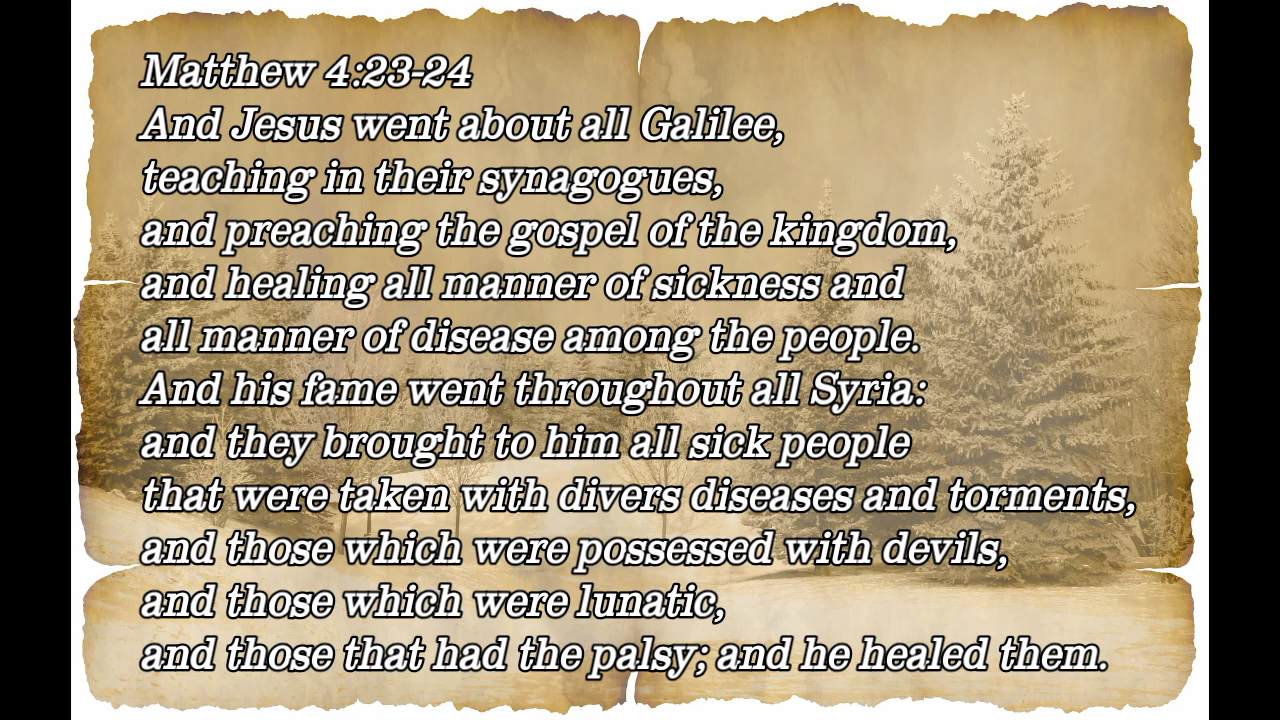 Matthew 4:23-24
And Jesus went about all Galilee,
teaching in their synagogues,
and preaching the gospel of the kingdom,
and healing all manner of sickness and
all manner of disease among the people.
And his fame went throughout all Syria:
and they brought to him all sick people
that were taken with divers diseases and torments,
and those which were possessed with devils,
and those which were lunatic,
and those that had the palsy; and he healed them.